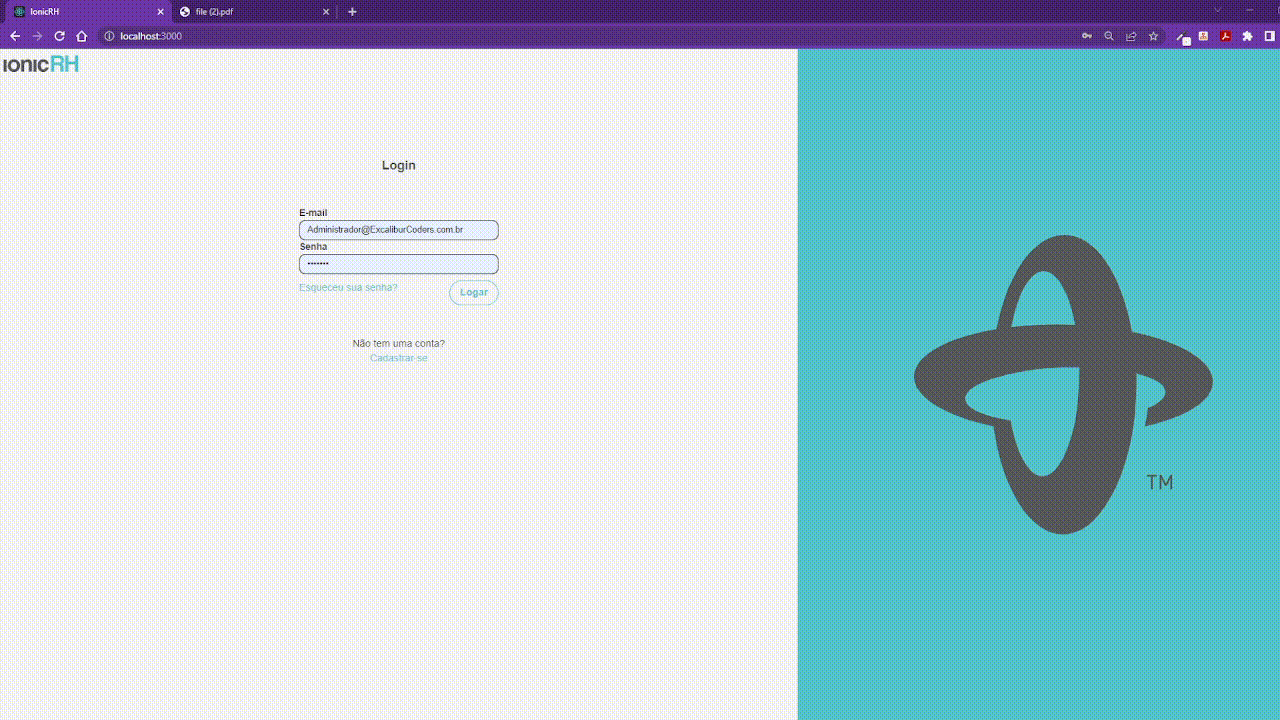 IonicRH
file (2).pdf
localhost:3000
ionicRH
Login
E-mail
Administrador@ExcaliburCoders.com.br
Senha
•••••••
Esqueceu sua senha?
Logar
Não tem uma conta?
Cadastrar-se
TM